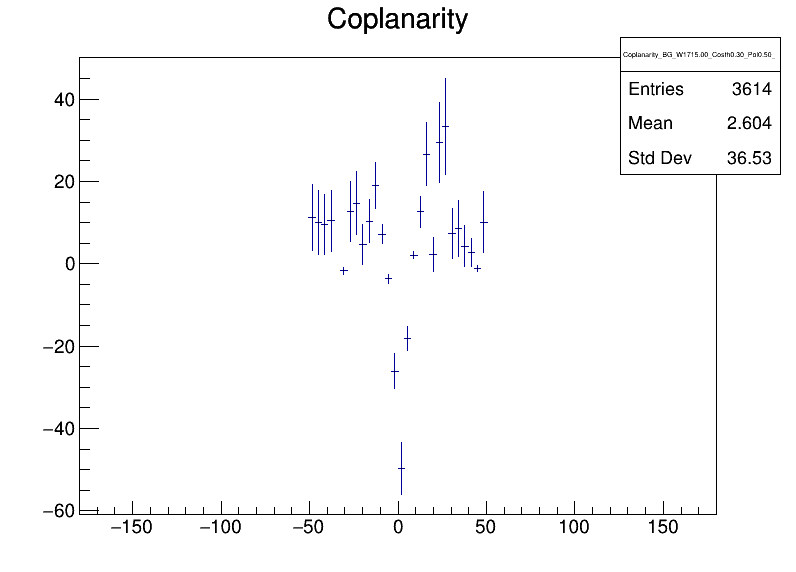 Coplanarity
Coplanarity_BG_W1715.00_Costh0.30_Pol0.50_
Entries 3614
Mean 2.604
Std Dev 36.53
40
20
0
−20
−40
−60
−150 −100 −50 0 50 100 150